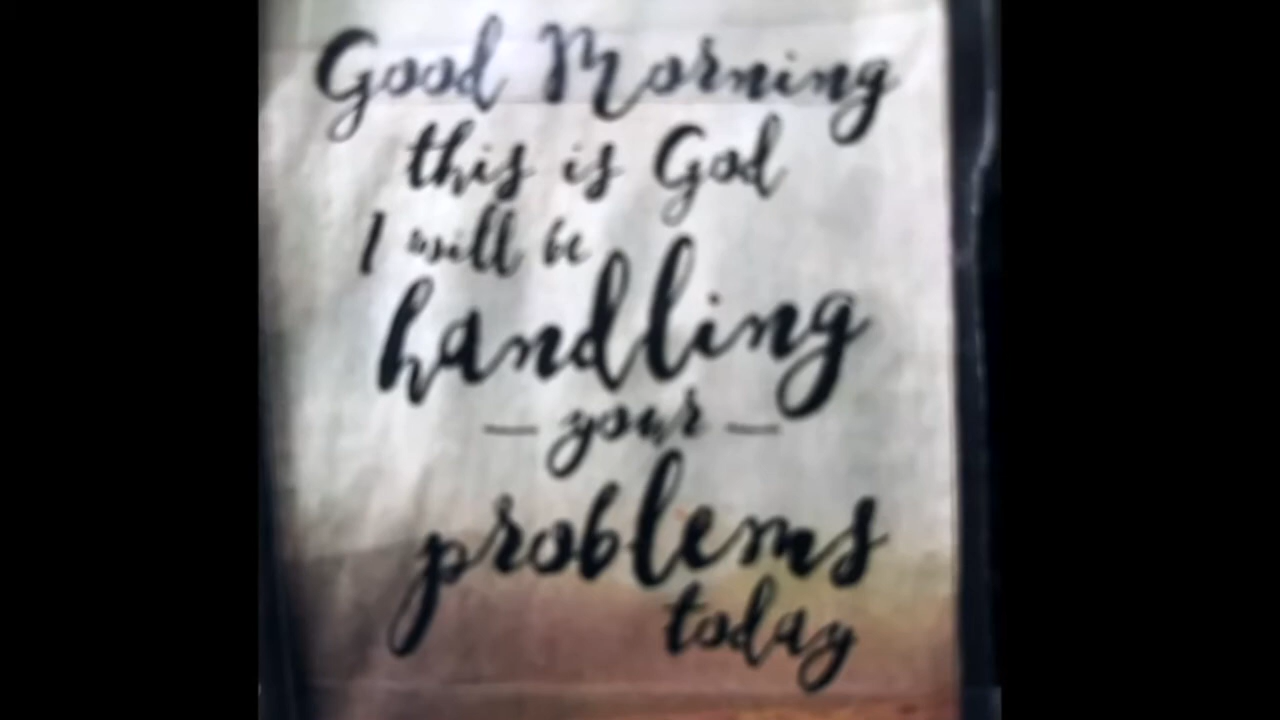 Good Morning
this is God
I will be
handling
— your —
problems
today